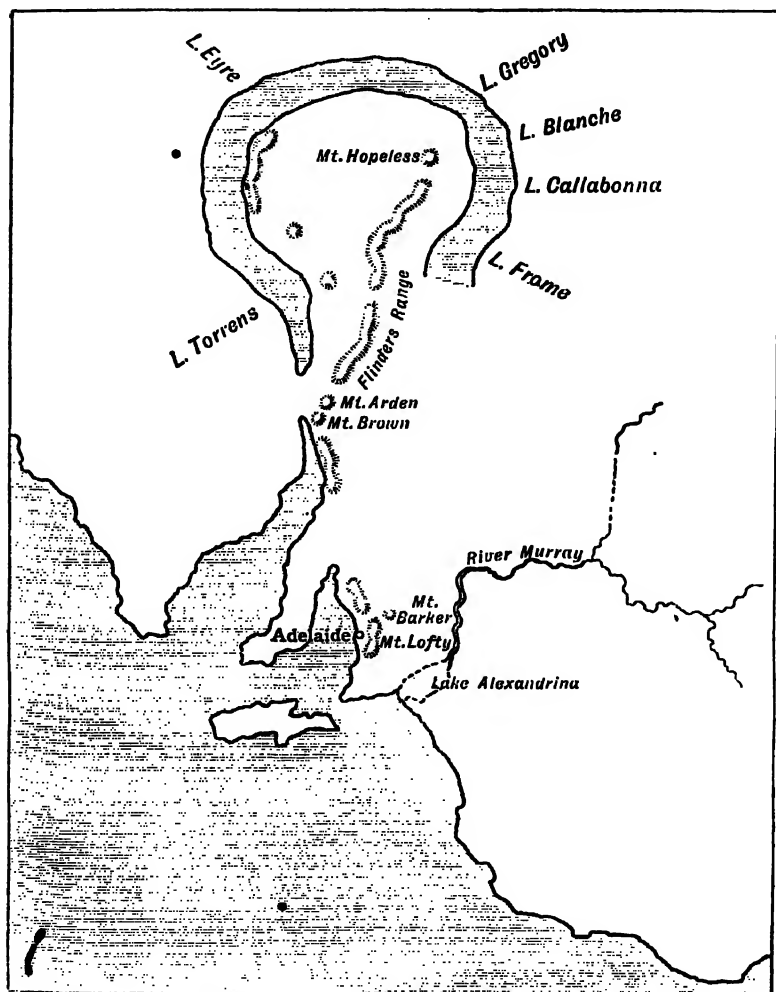 L. Eyre
L. Gregory
L. Blanche
Mt. Hopeless
L. Callabonna
L. Frome
L. Torrens
Flinders Range
Mt. Arden
Mt. Brown
River Murray
Mt.
Barker
Adelaide
Mt. Lofty
Lake Alexandrina